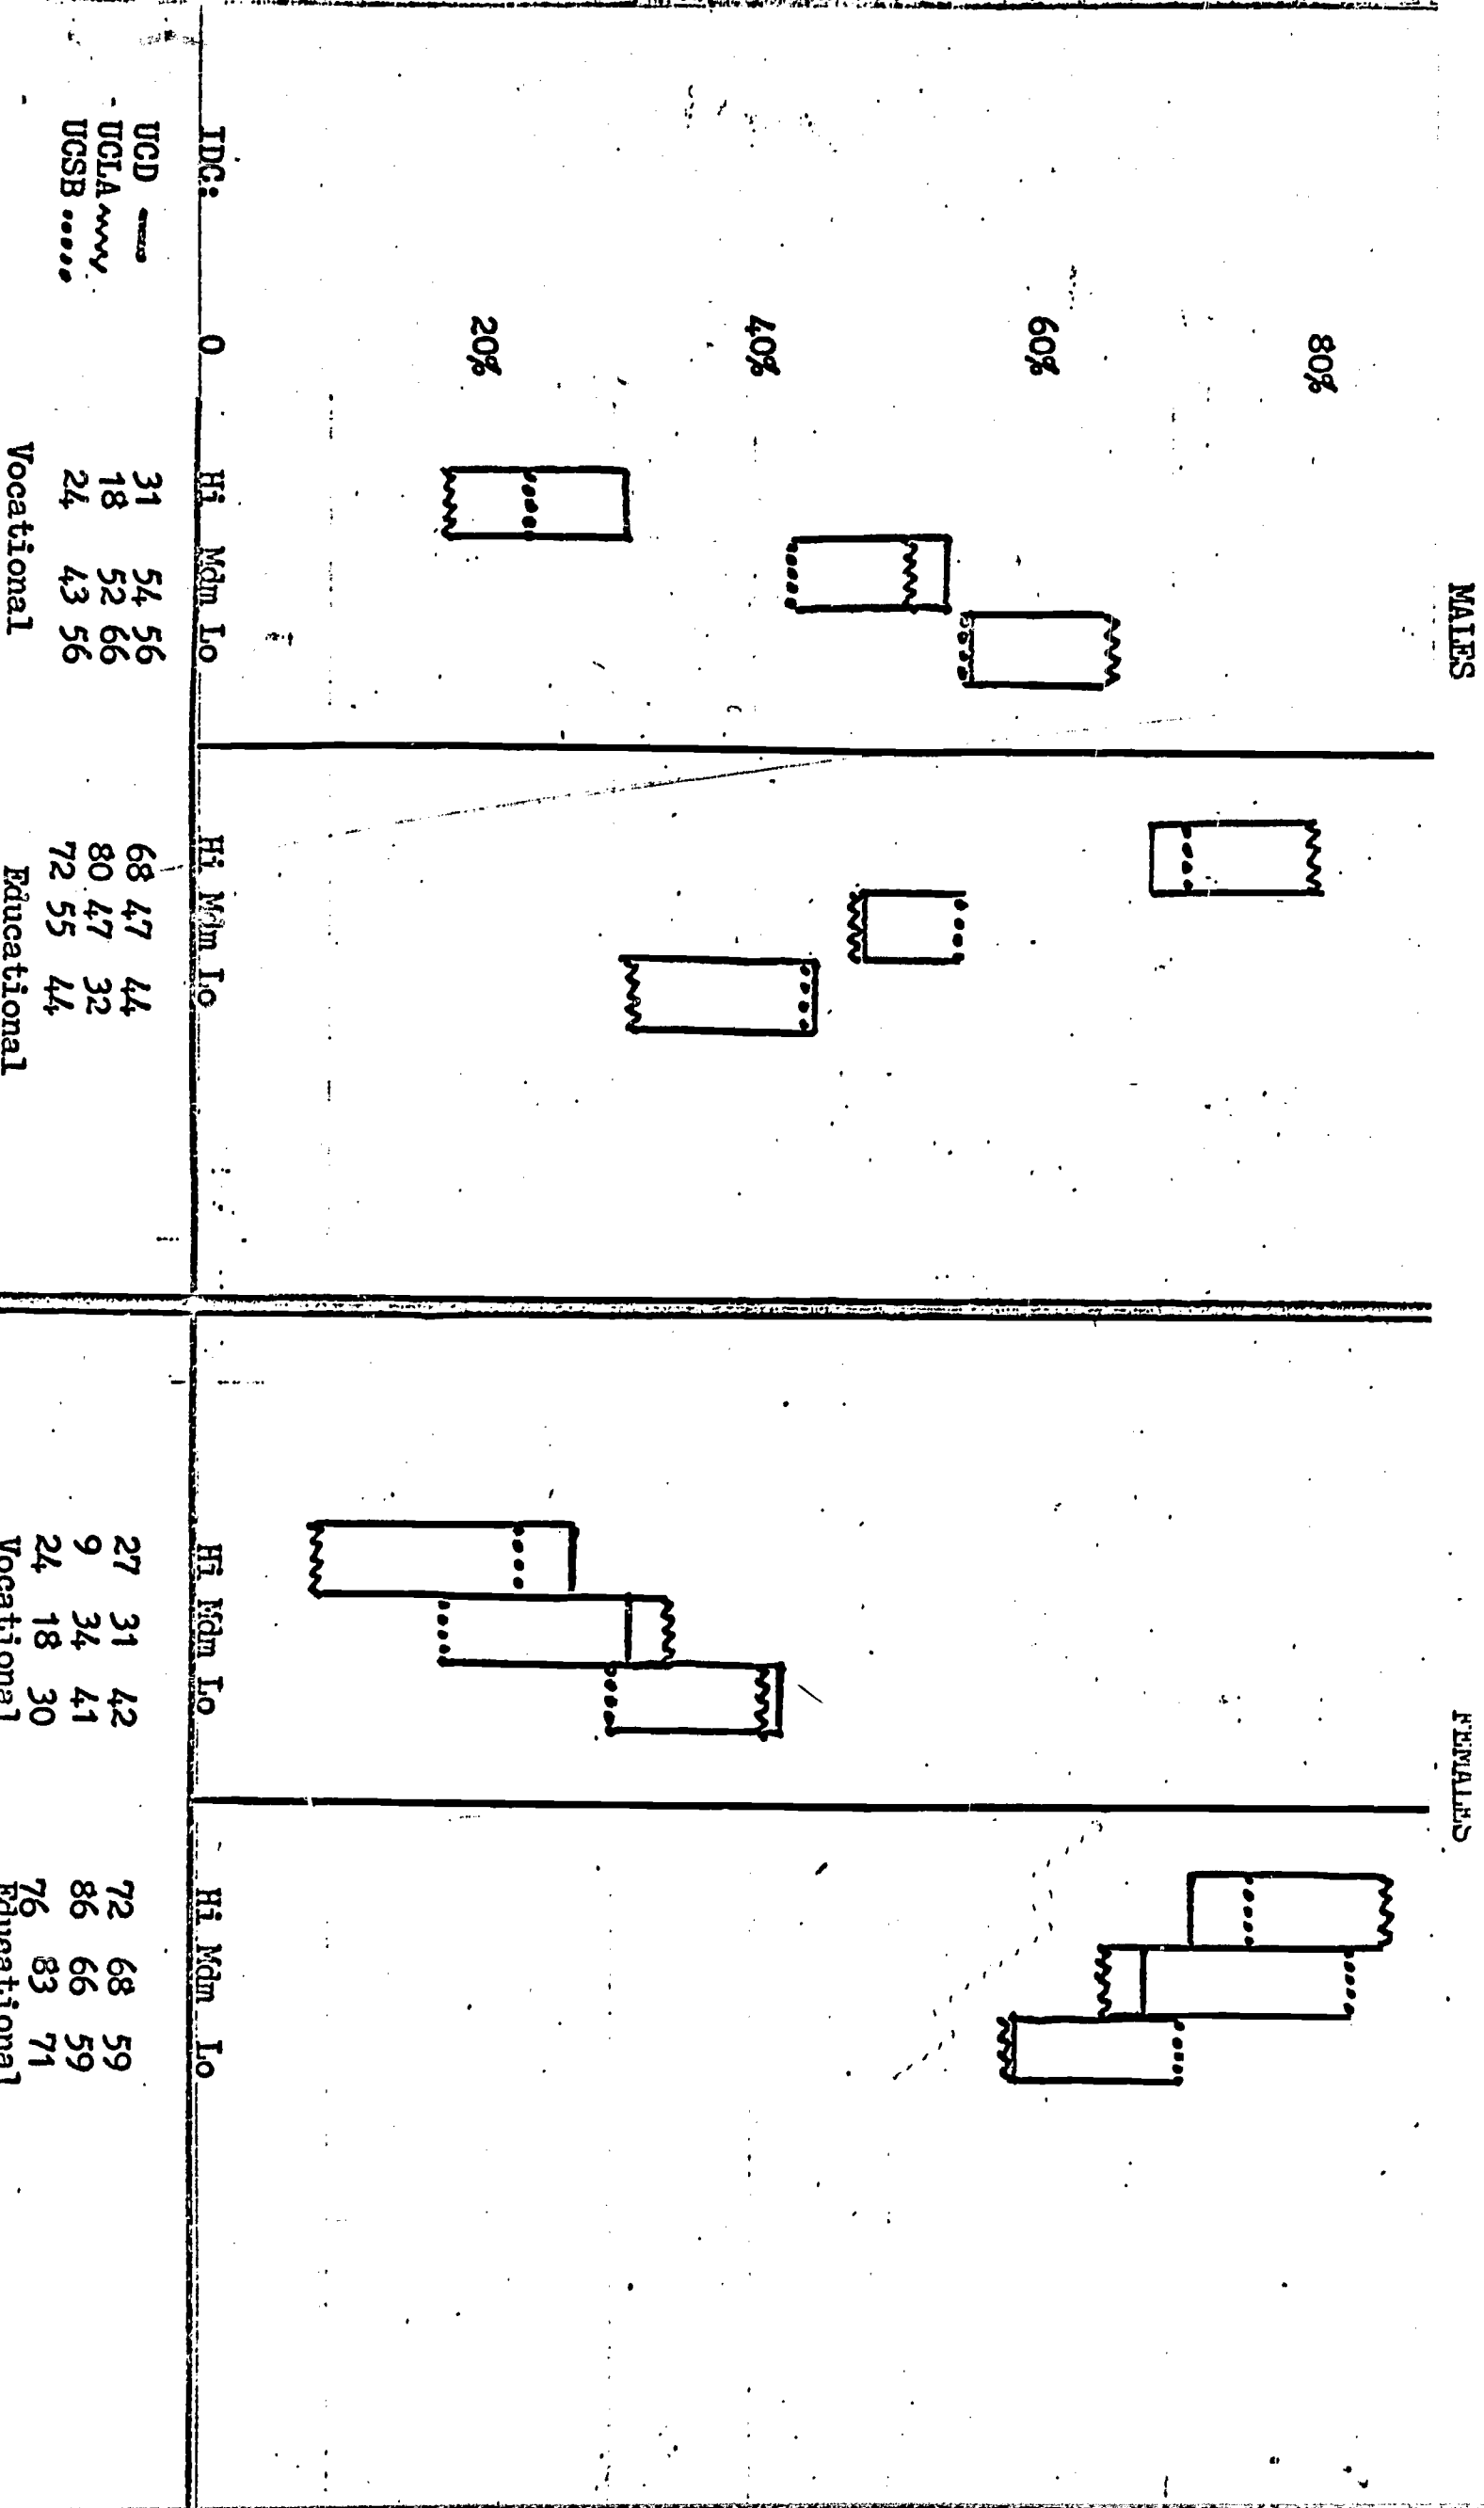 MALES
FEMALES
80%
60%
40%
20%
0
IDC: Hi Mdm Lo Hi Mdm Lo Hi Mdm Lo Hi Mdm Lo
UCD 31 54 56 68 47 44 27 31 42 72 68 59
UCLA 18 52 66 80 47 32 9 34 41 86 66 59
UCSB 24 43 56 72 55 44 24 18 30 76 83 71
Vocational Educational Vocational Educational